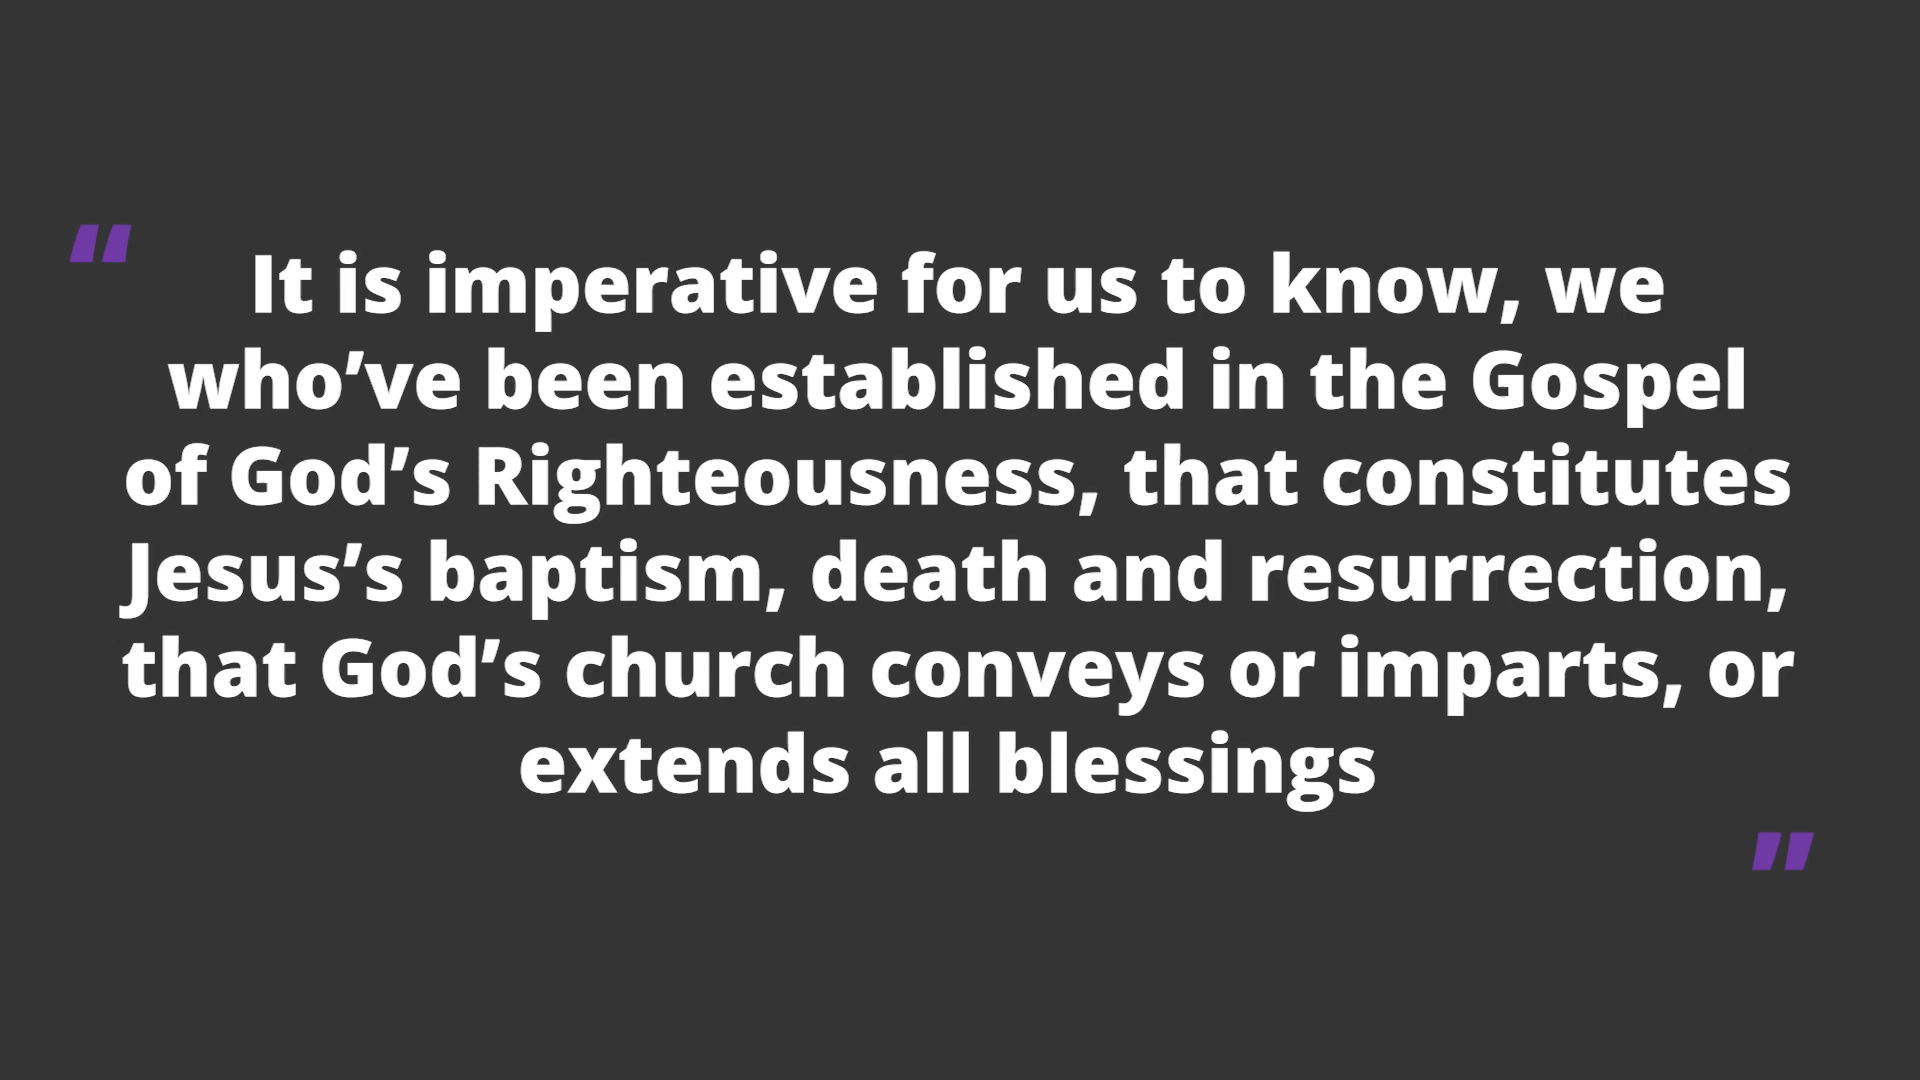 “ It is imperative for us to know, we
who’ve been established in the Gospel
of God’s Righteousness, that constitutes
Jesus’s baptism, death and resurrection,
that God’s church conveys or imparts, or
extends all blessings
”